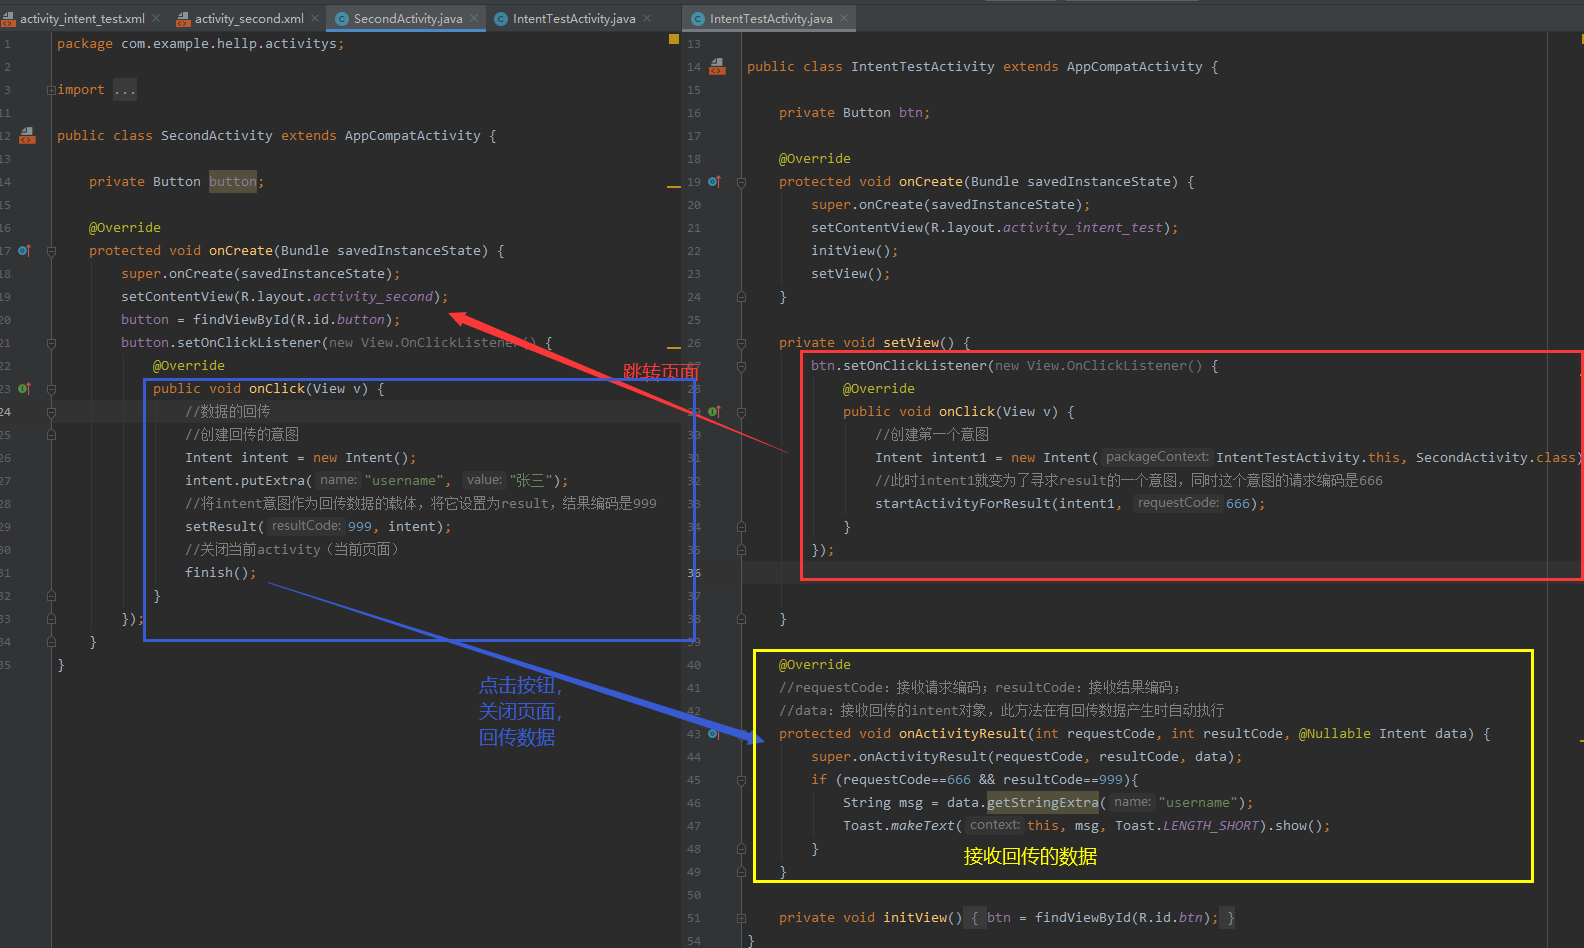 activity_intent_test.xml
activity_second.xml
SecondActivity.java
IntentTestActivity.java
IntentTestActivity.java
1 package com.example.hellp.activitys;
2
3 import ...
11
12 public class SecondActivity extends AppCompatActivity {
13
14 private Button button;
15
16 @Override
17 protected void onCreate(Bundle savedInstanceState) {
18 super.onCreate(savedInstanceState);
19 setContentView(R.layout.activity_second);
20 button = findViewById(R.id.button);
21 button.setOnClickListener(new View.OnClickListener() {
22 @Override
23 public void onClick(View v) {
24 //数据的回传
25 //创建回传的意图
26 Intent intent = new Intent();
27 intent.putExtra( name: "username", value: "张三");
28 //将intent意图作为回传数据的载体，将它设置为result，结果编码是999
29 setResult( resultCode: 999, intent);
30 //关闭当前activity（当前页面）
31 finish();
32 }
33 });
34 }
35 }
跳转页面
点击按钮，
关闭页面，
回传数据
13
14 public class IntentTestActivity extends AppCompatActivity {
15
16 private Button btn;
17
18 @Override
19 protected void onCreate(Bundle savedInstanceState) {
20 super.onCreate(savedInstanceState);
21 setContentView(R.layout.activity_intent_test);
22 initView();
23 setView();
24 }
25
26 private void setView() {
27 btn.setOnClickListener(new View.OnClickListener() {
28 @Override
29 public void onClick(View v) {
30 //创建第一个意图
31 Intent intent1 = new Intent( packageContext: IntentTestActivity.this, SecondActivity.class)
32 //此时intent1就变为了寻求result的一个意图，同时这个意图的请求编码是666
33 startActivityForResult(intent1, requestCode: 666);
34 }
35 });
36
37
38 }
39
40 @Override
41 //requestCode：接收请求编码；resultCode：接收结果编码；
42 //data：接收回传的intent对象，此方法在有回传数据产生时自动执行
43 protected void onActivityResult(int requestCode, int resultCode, @Nullable Intent data) {
44 super.onActivityResult(requestCode, resultCode, data);
45 if (requestCode==666 && resultCode==999){
46 String msg = data.getStringExtra( name: "username");
47 Toast.makeText( context: this, msg, Toast.LENGTH_SHORT).show();
48 }
接收回传的数据
49 }
50
51 private void initView() { btn = findViewById(R.id.btn); }
54 }